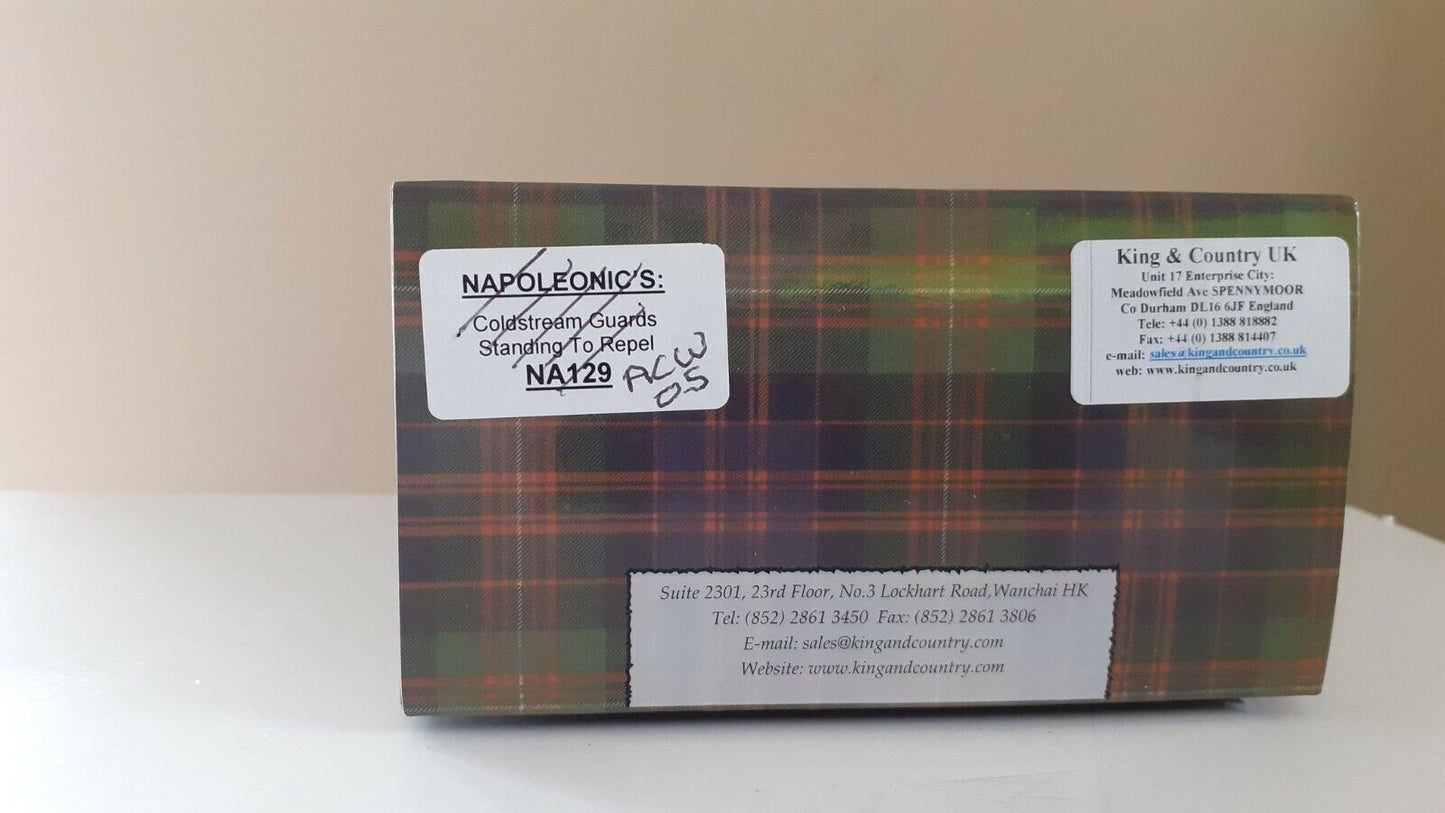 NAPOLEONIC'S:
Coldstream Guards
Standing To Repel
NA129
ACW
05
King & Country UK
Unit 17 Enterprise City:
Meadowfield Ave SPENNYMOOR
Co Durham DL16 6JF England
Tele: +44 (0) 1388 818882
Fax: +44 (0) 1388 814407
e-mail: sales@kingandcountry.co.uk
web: www.kingandcountry.co.uk
Suite 2301, 23rd Floor, No.3 Lockhart Road,Wanchai HK
Tel: (852) 2861 3450 Fax: (852) 2861 3806
E-mail: sales@kingandcountry.com
Website: www.kingandcountry.com